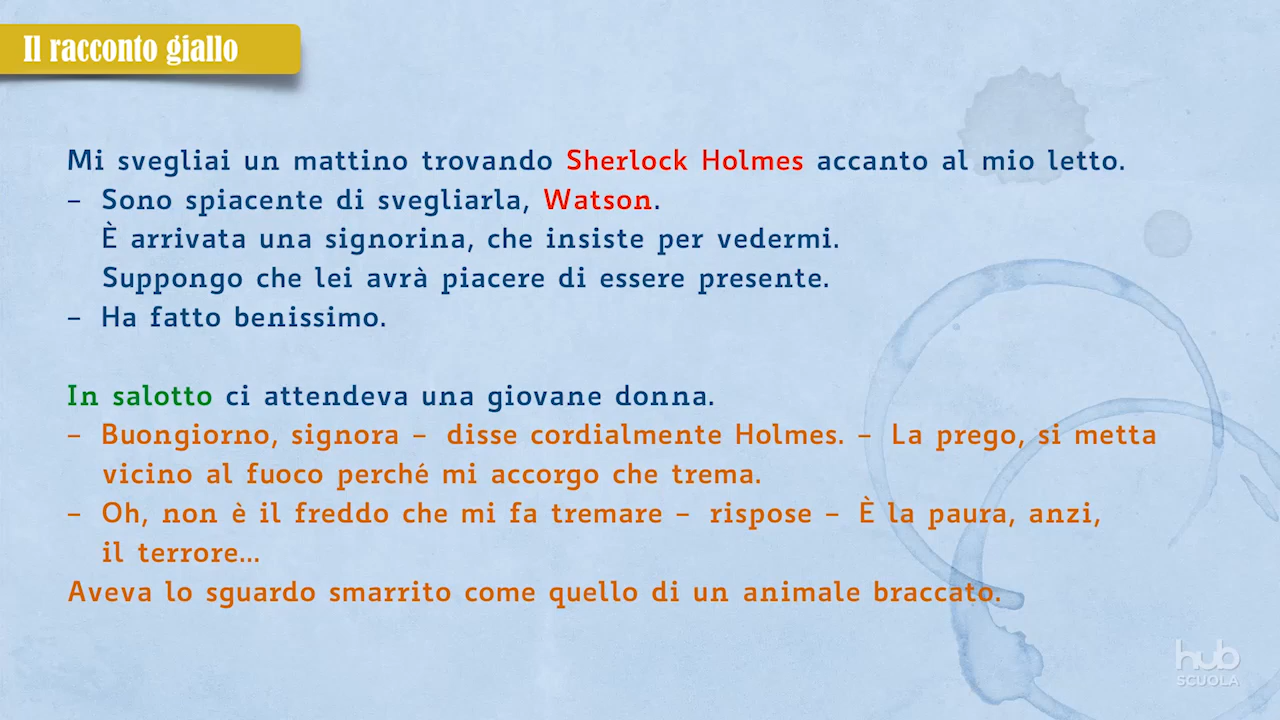 Il racconto giallo
Mi svegliai un mattino trovando Sherlock Holmes accanto al mio letto.
– Sono spiacente di svegliarla, Watson.
È arrivata una signorina, che insiste per vedermi.
Suppongo che lei avrà piacere di essere presente.
– Ha fatto benissimo.
In salotto ci attendeva una giovane donna.
– Buongiorno, signora – disse cordialmente Holmes. – La prego, si metta
vicino al fuoco perché mi accorgo che trema.
– Oh, non è il freddo che mi fa tremare – rispose – È la paura, anzi,
il terrore...
Aveva lo sguardo smarrito come quello di un animale braccato.
hub
SCUOLA